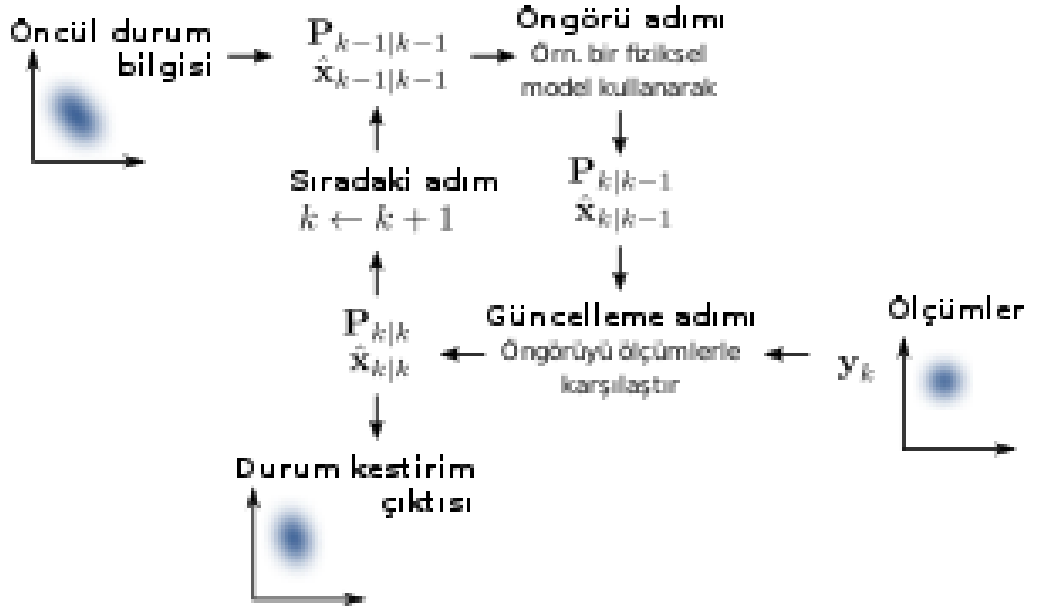 Öncül durum
bilgisi
P_{k−1|k−1}
x̂_{k−1|k−1}
Öngörü adımı
Örn. bir fiziksel
model kullanarak
Sıradaki adım
k ← k + 1
P_{k|k−1}
x̂_{k|k−1}
P_{k|k}
x̂_{k|k}
Güncelleme adımı
Öngörüyü ölçümlerle
karşılaştır
Ölçümler
y_k
Durum kestirim
çıktısı